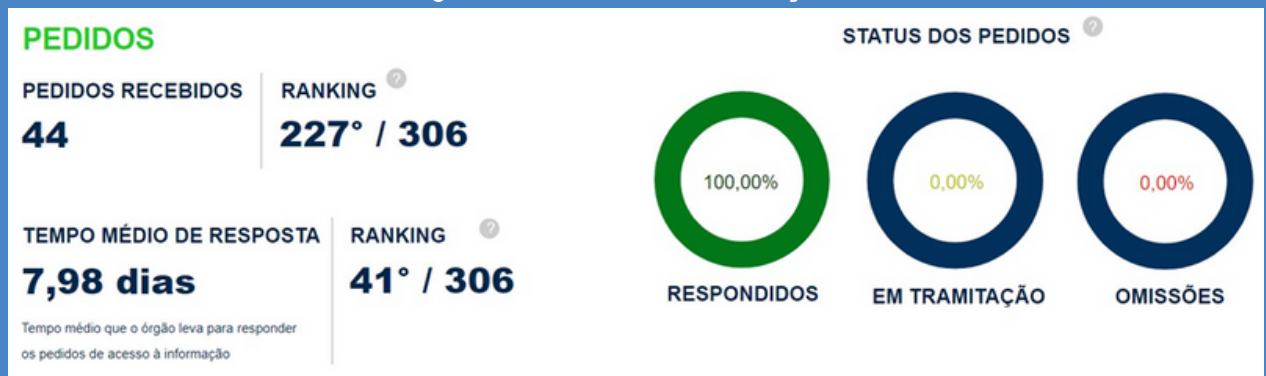 PEDIDOS
PEDIDOS RECEBIDOS
44
RANKING ?
227° / 306
TEMPO MÉDIO DE RESPOSTA
7,98 dias
Tempo médio que o órgão leva para responder
os pedidos de acesso à informação
RANKING ?
41° / 306
STATUS DOS PEDIDOS ?
100,00%
RESPONDIDOS
0,00%
EM TRAMITAÇÃO
0,00%
OMISSÕES